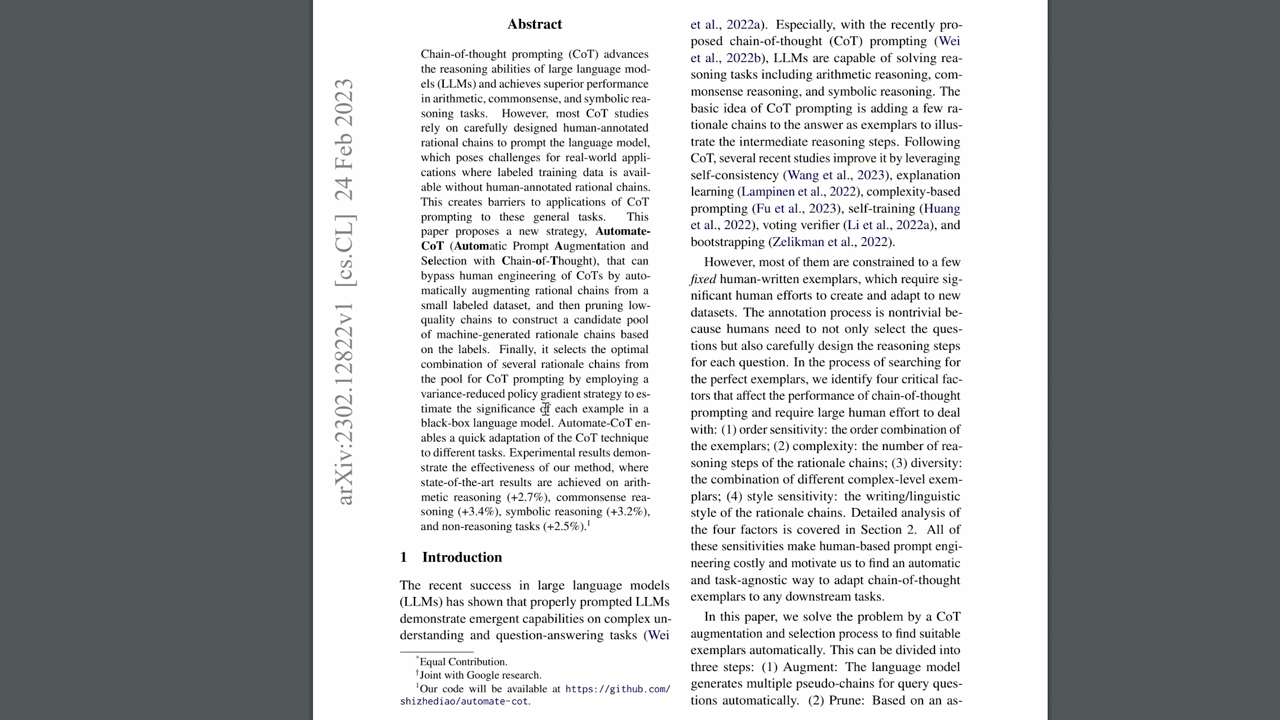 arXiv:2302.12822v1 [cs.CL] 24 Feb 2023
Abstract
Chain-of-thought prompting (CoT) advances
the reasoning abilities of large language mod-
els (LLMs) and achieves superior performance
in arithmetic, commonsense, and symbolic rea-
soning tasks. However, most CoT studies
rely on carefully designed human-annotated
rational chains to prompt the language model,
which poses challenges for real-world appli-
cations where labeled training data is avail-
able without human-annotated rational chains.
This creates barriers to applications of CoT
prompting to these general tasks. This
paper proposes a new strategy, Automate-
CoT (Automatic Prompt Augmentation and
Selection with Chain-of-Thought), that can
bypass human engineering of CoTs by auto-
matically augmenting rational chains from a
small labeled dataset, and then pruning low-
quality chains to construct a candidate pool
of machine-generated rationale chains based
on the labels. Finally, it selects the optimal
combination of several rationale chains from
the pool for CoT prompting by employing a
variance-reduced policy gradient strategy to es-
timate the significance of each example in a
black-box language model. Automate-CoT en-
ables a quick adaptation of the CoT technique
to different tasks. Experimental results demon-
strate the effectiveness of our method, where
state-of-the-art results are achieved on arith-
metic reasoning (+2.7%), commonsense rea-
soning (+3.4%), symbolic reasoning (+3.2%),
and non-reasoning tasks (+2.5%).1
1 Introduction
The recent success in large language models
(LLMs) has shown that properly prompted LLMs
demonstrate emergent capabilities on complex un-
derstanding and question-answering tasks (Wei
*Equal Contribution.
†Joint with Google research.
1Our code will be available at https://github.com/
shizhediao/automate-cot.
et al., 2022a). Especially, with the recently pro-
posed chain-of-thought (CoT) prompting (Wei
et al., 2022b), LLMs are capable of solving rea-
soning tasks including arithmetic reasoning, com-
monsense reasoning, and symbolic reasoning. The
basic idea of CoT prompting is adding a few ra-
tionale chains to the answer as exemplars to illus-
trate the intermediate reasoning steps. Following
CoT, several recent studies improve it by leveraging
self-consistency (Wang et al., 2023), explanation
learning (Lampinen et al., 2022), complexity-based
prompting (Fu et al., 2023), self-training (Huang
et al., 2022), voting verifier (Li et al., 2022a), and
bootstrapping (Zelikman et al., 2022).
However, most of them are constrained to a few
fixed human-written exemplars, which require sig-
nificant human efforts to create and adapt to new
datasets. The annotation process is nontrivial be-
cause humans need to not only select the ques-
tions but also carefully design the reasoning steps
for each question. In the process of searching for
the perfect exemplars, we identify four critical fac-
tors that affect the performance of chain-of-thought
prompting and require large human effort to deal
with: (1) order sensitivity: the order combination of
the exemplars; (2) complexity: the number of rea-
soning steps of the rationale chains; (3) diversity:
the combination of different complex-level exem-
plars; (4) style sensitivity: the writing/linguistic
style of the rationale chains. Detailed analysis of
the four factors is covered in Section 2. All of
these sensitivities make human-based prompt engi-
neering costly and motivate us to find an automatic
and task-agnostic way to adapt chain-of-thought
exemplars to any downstream tasks.
In this paper, we solve the problem by a CoT
augmentation and selection process to find suitable
exemplars automatically. This can be divided into
three steps: (1) Augment: The language model
generates multiple pseudo-chains for query ques-
tions automatically. (2) Prune: Based on an as-